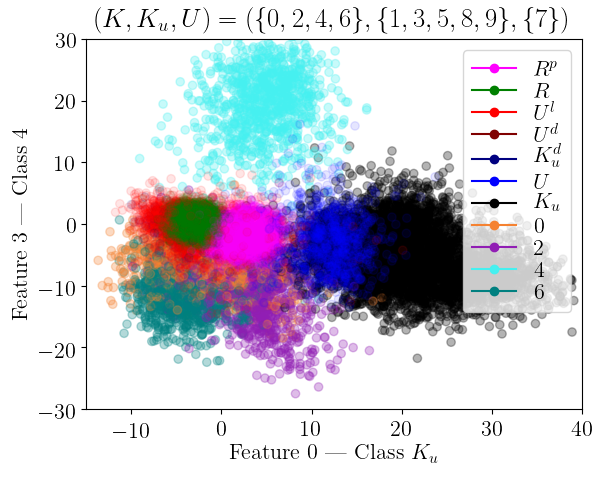 (K, K_u, U) = ({0, 2, 4, 6}, {1, 3, 5, 8, 9}, {7})
30
20
10
0
−10
−20
−30
Feature 3 — Class 4
R^p
R
U^l
U^d
K_u^d
U
K_u
0
2
4
6
−10 0 10 20 30 40
Feature 0 — Class K_u